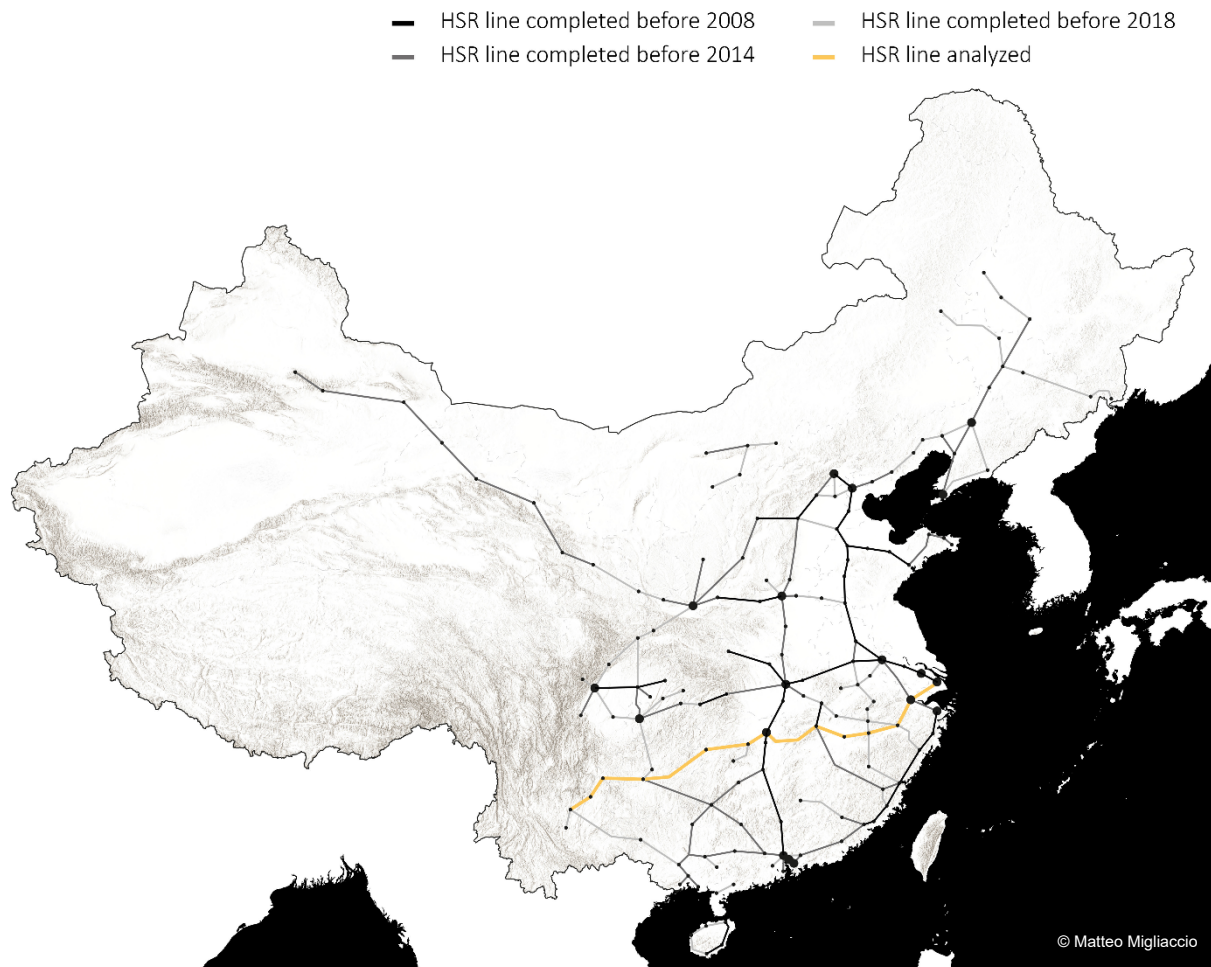 HSR line completed before 2008
HSR line completed before 2014
HSR line completed before 2018
HSR line analyzed
© Matteo Migliaccio